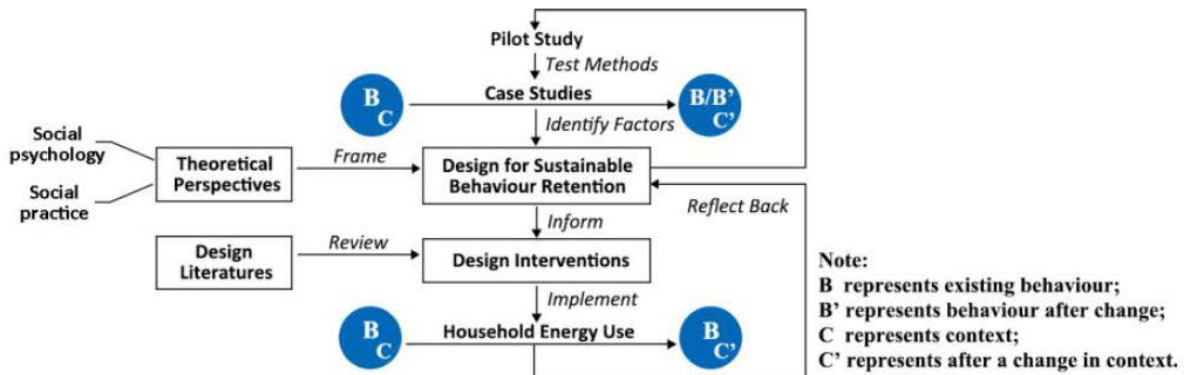 Pilot Study
Test Methods
B
C
Case Studies
B/B’
C’
Identify Factors
Social
psychology
Social
practice
Theoretical
Perspectives
Frame
Design for Sustainable
Behaviour Retention
Reflect Back
Inform
Design
Literatures
Review
Design Interventions
Implement
B
C
Household Energy Use
B
C’
Note:
B represents existing behaviour;
B’ represents behaviour after change;
C represents context;
C’ represents after a change in context.